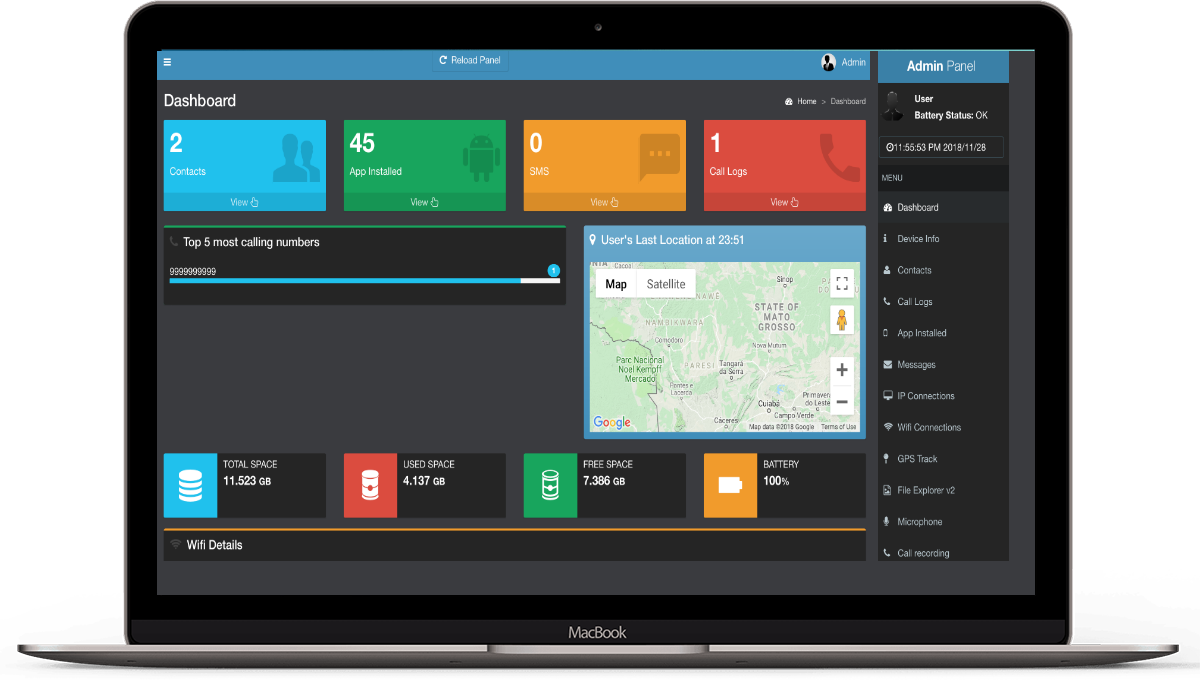 Reload Panel
Admin
Admin Panel
User
Battery Status: OK
Dashboard
Home > Dashboard
11:55:53 PM 2018/11/28
2
Contacts
View
45
App Installed
View
0
SMS
View
1
Call Logs
View
MENU
Dashboard
Device Info
Contacts
Call Logs
App Installed
Messages
IP Connections
Wifi Connections
GPS Track
File Explorer v2
Microphone
Call recording
Top 5 most calling numbers
9999999999
1
User's Last Location at 23:51
Cacoal
Map
Satellite
Sinop
STATE OF
MATO
GROSSO
NAMBIKWARA
Comodoro
Nova Mutum
Parc Nacional
Noel Kempff
Mercado
PARESI
Tangará
da Serra
Pontes e
Lacerda
Cuiabá
Primavera
do Leste
Campo Verde
Cáceres
Google
Map data ©2018 Google
Terms of Use
TOTAL SPACE
11.523 GB
USED SPACE
4.137 GB
FREE SPACE
7.386 GB
BATTERY
100%
Wifi Details
MacBook